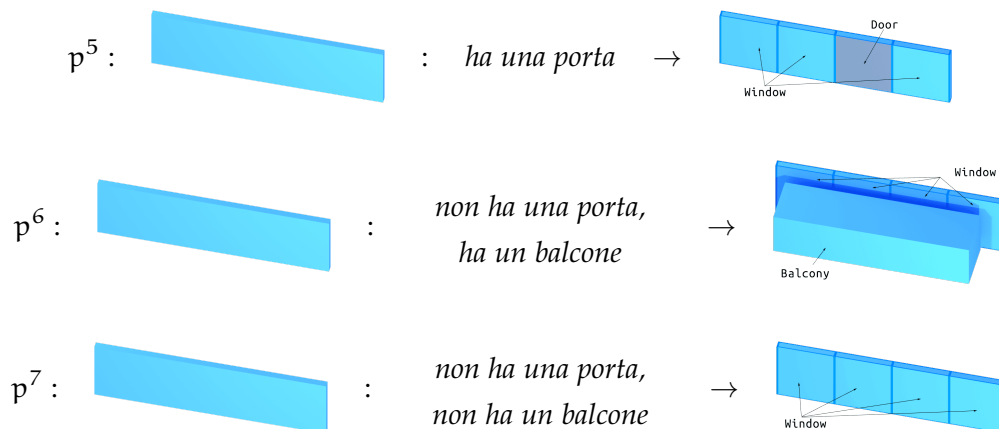 p⁵ : : ha una porta →
Door
Window
p⁶ : : non ha una porta,
ha un balcone →
Window
Balcony
p⁷ : : non ha una porta,
non ha un balcone →
Window